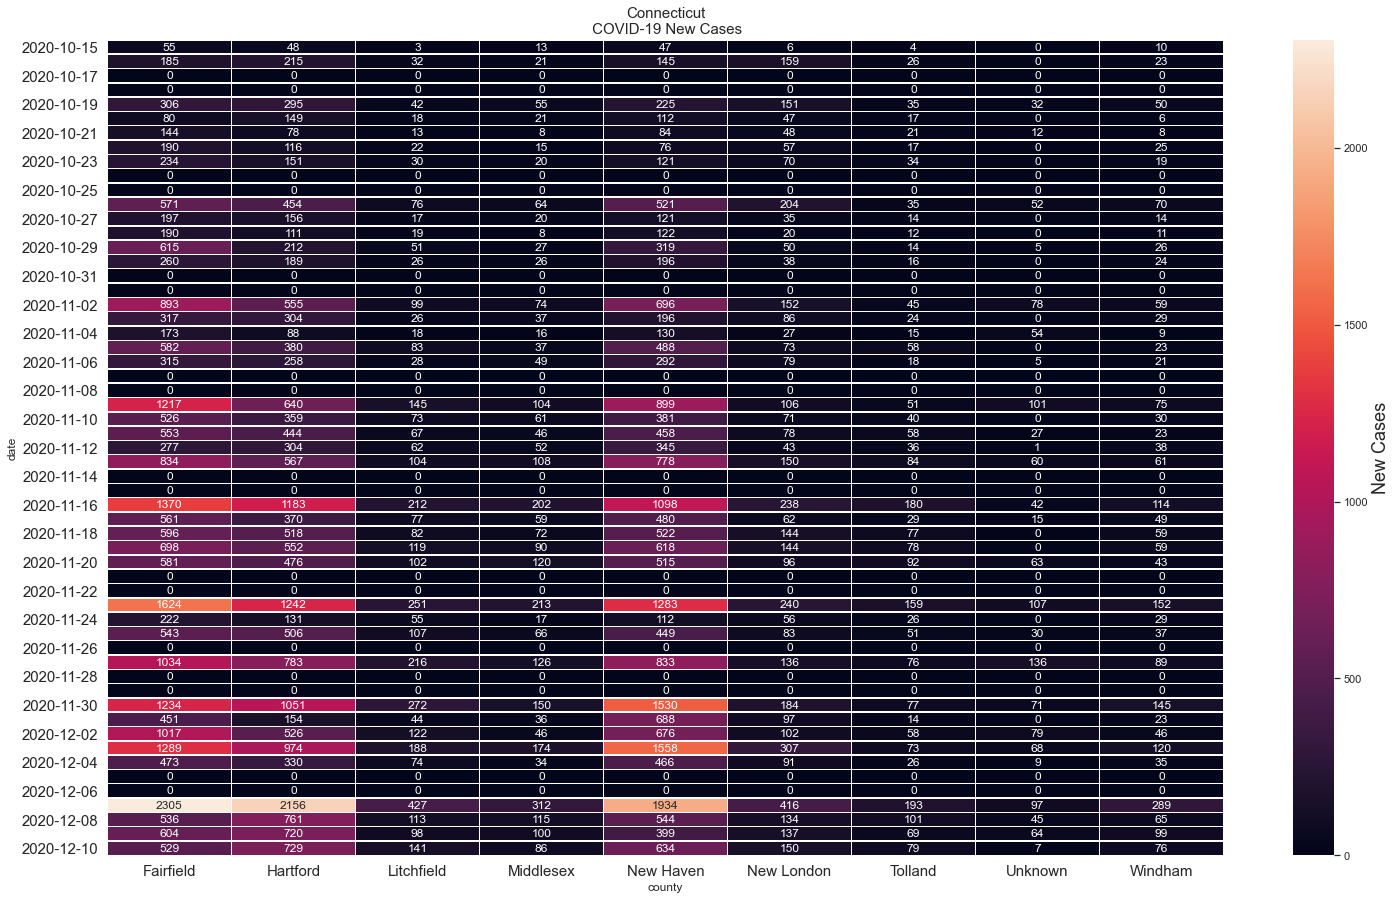 Connecticut
COVID-19 New Cases
2020-10-15 55 48 3 13 47 6 4 0 10
185 215 32 21 145 159 26 0 23
2020-10-17 0 0 0 0 0 0 0 0 0
0 0 0 0 0 0 0 0 0
2020-10-19 306 295 42 55 225 151 35 32 50
80 149 18 21 112 47 17 0 6
2020-10-21 144 78 13 8 84 48 21 12 8
190 116 22 15 76 57 17 0 25
2020-10-23 234 151 30 20 121 70 34 0 19
0 0 0 0 0 0 0 0 0
2020-10-25 0 0 0 0 0 0 0 0 0
571 454 76 64 521 204 35 52 70
2020-10-27 197 156 17 20 121 35 14 0 14
190 111 19 8 122 20 12 0 11
2020-10-29 615 212 51 27 319 50 14 5 26
260 189 26 26 196 38 16 0 24
2020-10-31 0 0 0 0 0 0 0 0 0
0 0 0 0 0 0 0 0 0
2020-11-02 893 555 99 74 696 152 45 78 59
317 304 26 37 196 86 24 0 29
2020-11-04 173 88 18 16 130 27 15 54 9
582 380 83 37 488 73 58 0 23
2020-11-06 315 258 28 49 292 79 18 5 21
0 0 0 0 0 0 0 0 0
2020-11-08 0 0 0 0 0 0 0 0 0
1217 640 145 104 899 106 51 101 75
2020-11-10 526 359 73 61 381 71 40 0 30
553 444 67 46 458 78 58 27 23
2020-11-12 277 304 62 52 345 43 36 1 38
834 567 104 108 778 150 84 60 61
2020-11-14 0 0 0 0 0 0 0 0 0
0 0 0 0 0 0 0 0 0
2020-11-16 1370 1183 212 202 1098 238 180 42 114
561 370 77 59 480 62 29 15 49
2020-11-18 596 518 82 72 522 144 77 0 59
698 552 119 90 618 144 78 0 59
2020-11-20 581 476 102 120 515 96 92 63 43
0 0 0 0 0 0 0 0 0
2020-11-22 0 0 0 0 0 0 0 0 0
1624 1242 251 213 1283 240 159 107 152
2020-11-24 222 131 55 17 112 56 26 0 29
543 506 107 66 449 83 51 30 37
2020-11-26 0 0 0 0 0 0 0 0 0
1034 783 216 126 833 136 76 136 89
2020-11-28 0 0 0 0 0 0 0 0 0
0 0 0 0 0 0 0 0 0
2020-11-30 1234 1051 272 150 1530 184 77 71 145
451 154 44 36 688 97 14 0 23
2020-12-02 1017 526 122 46 676 102 58 79 46
1289 974 188 174 1558 307 73 68 120
2020-12-04 473 330 74 34 466 91 26 9 35
0 0 0 0 0 0 0 0 0
2020-12-06 0 0 0 0 0 0 0 0 0
2305 2156 427 312 1934 416 193 97 289
2020-12-08 536 761 113 115 544 134 101 45 65
604 720 98 100 399 137 69 64 99
2020-12-10 529 729 141 86 634 150 79 7 76
Fairfield Hartford Litchfield Middlesex New Haven New London Tolland Unknown Windham
county
date
2000
1500
1000
500
0
New Cases